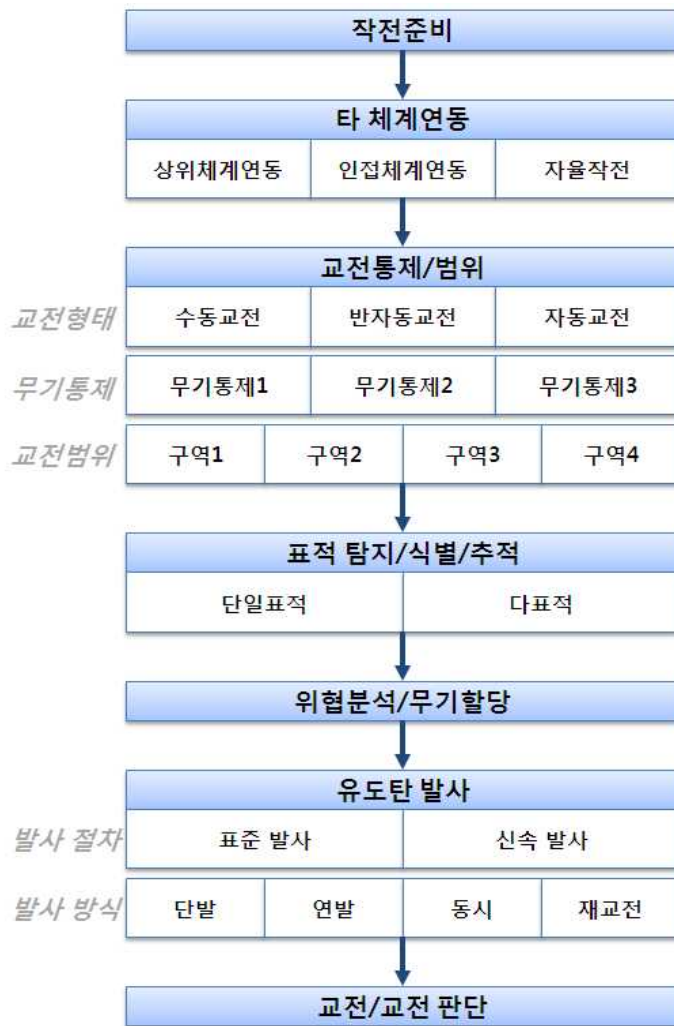 작전준비
타 체계연동
상위체계연동 인접체계연동 자율작전
교전통제/범위
교전형태 수동교전 반자동교전 자동교전
무기통제 무기통제1 무기통제2 무기통제3
교전범위 구역1 구역2 구역3 구역4
표적 탐지/식별/추적
단일표적 다표적
위협분석/무기할당
유도탄 발사
발사 절차 표준 발사 신속 발사
발사 방식 단발 연발 동시 재교전
교전/교전 판단